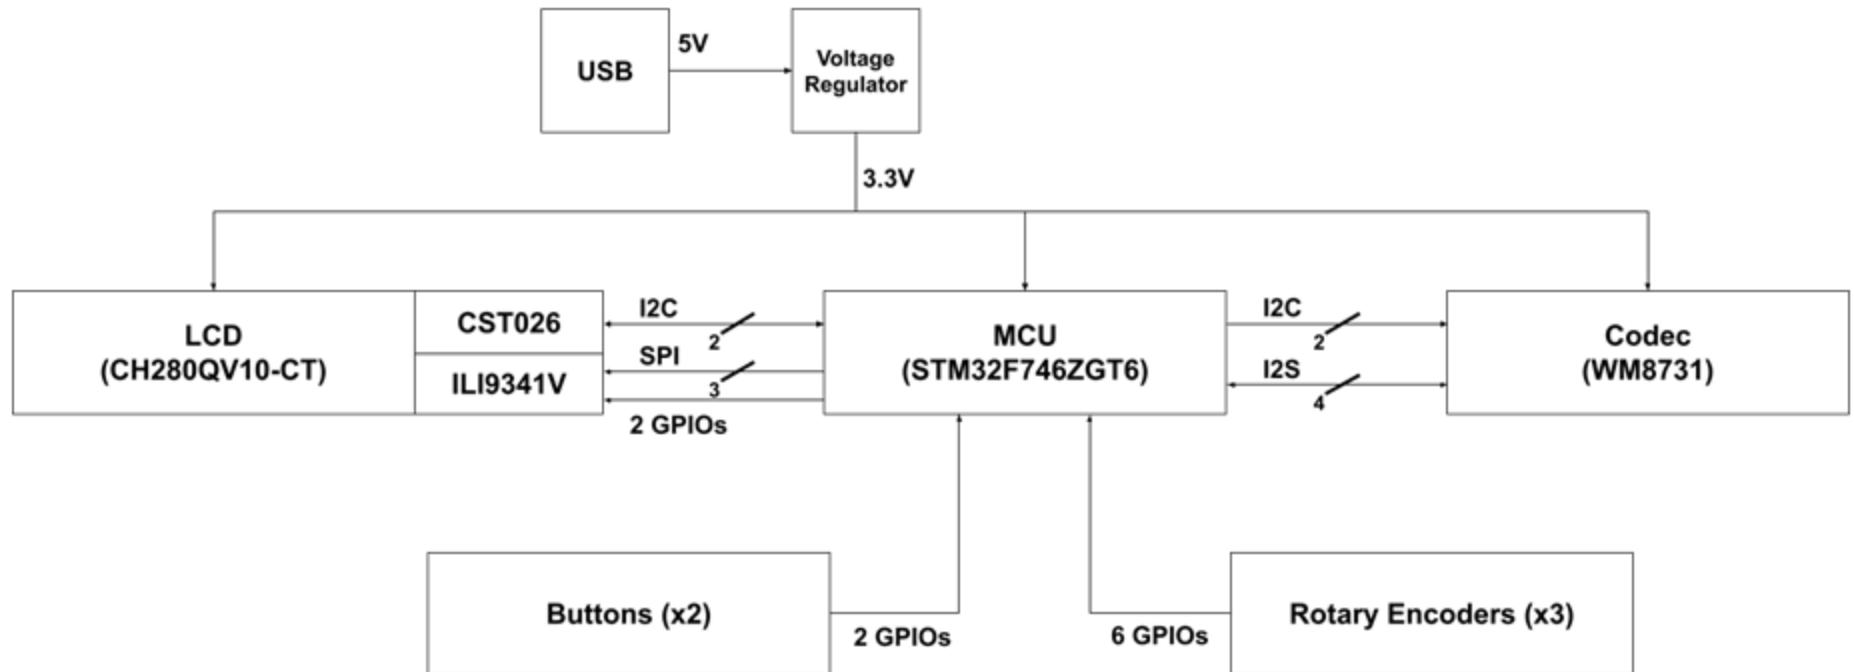 USB
5V
Voltage
Regulator
3.3V
LCD
(CH280QV10-CT)
CST026
ILI9341V
I2C
2
SPI
3
2 GPIOs
MCU
(STM32F746ZGT6)
I2C
2
I2S
4
Codec
(WM8731)
Buttons (x2)
2 GPIOs
6 GPIOs
Rotary Encoders (x3)